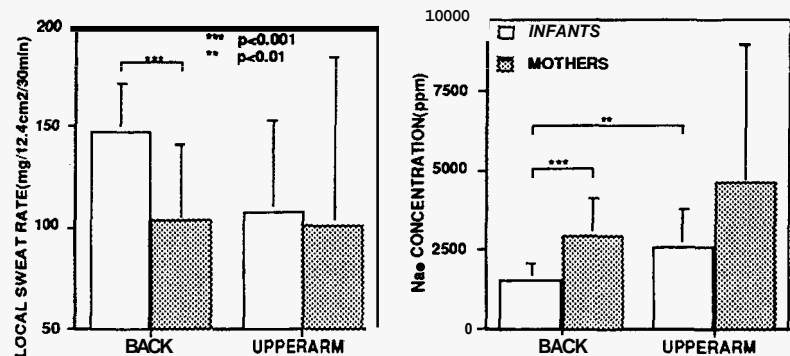 LOCAL SWEAT RATE(mg/12.4cm2/30min)
200
150
100
50
*** p<0.001
** p<0.01
***
BACK UPPERARM
Na⊕ CONCENTRATION(ppm)
10000
7500
5000
2500
0
INFANTS
MOTHERS
**
***
BACK UPPERARM